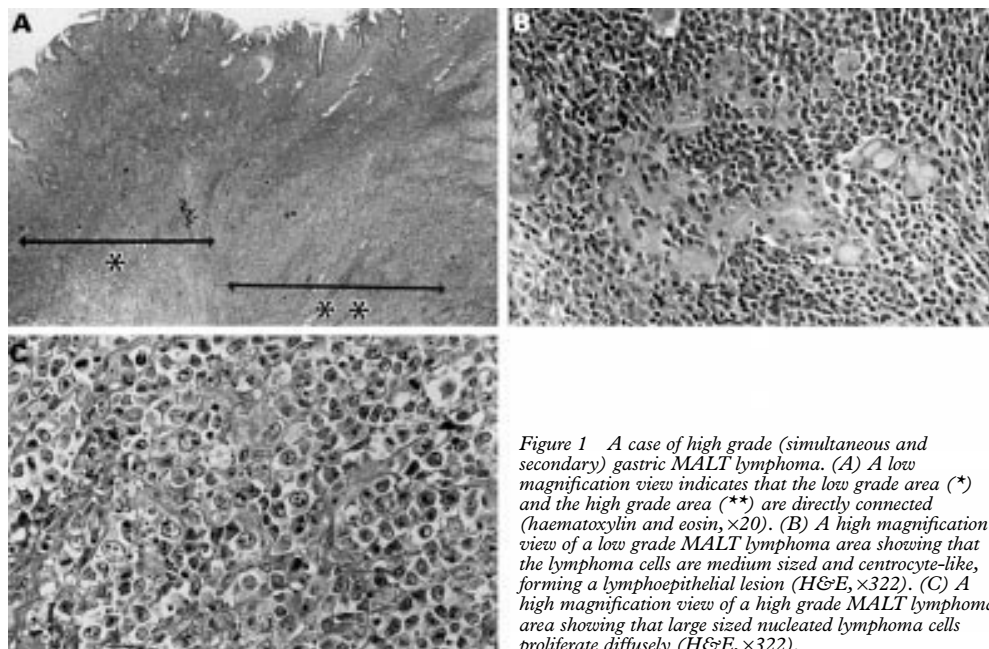 A
B
*
* *
C
Figure 1 A case of high grade (simultaneous and
secondary) gastric MALT lymphoma. (A) A low
magnification view indicates that the low grade area (*)
and the high grade area (**) are directly connected
(haematoxylin and eosin, ×20). (B) A high magnification
view of a low grade MALT lymphoma area showing that
the lymphoma cells are medium sized and centrocyte-like,
forming a lymphoepithelial lesion (H&E, ×322). (C) A
high magnification view of a high grade MALT lymphoma
area showing that large sized nucleated lymphoma cells
proliferate diffusely (H&E, ×322).